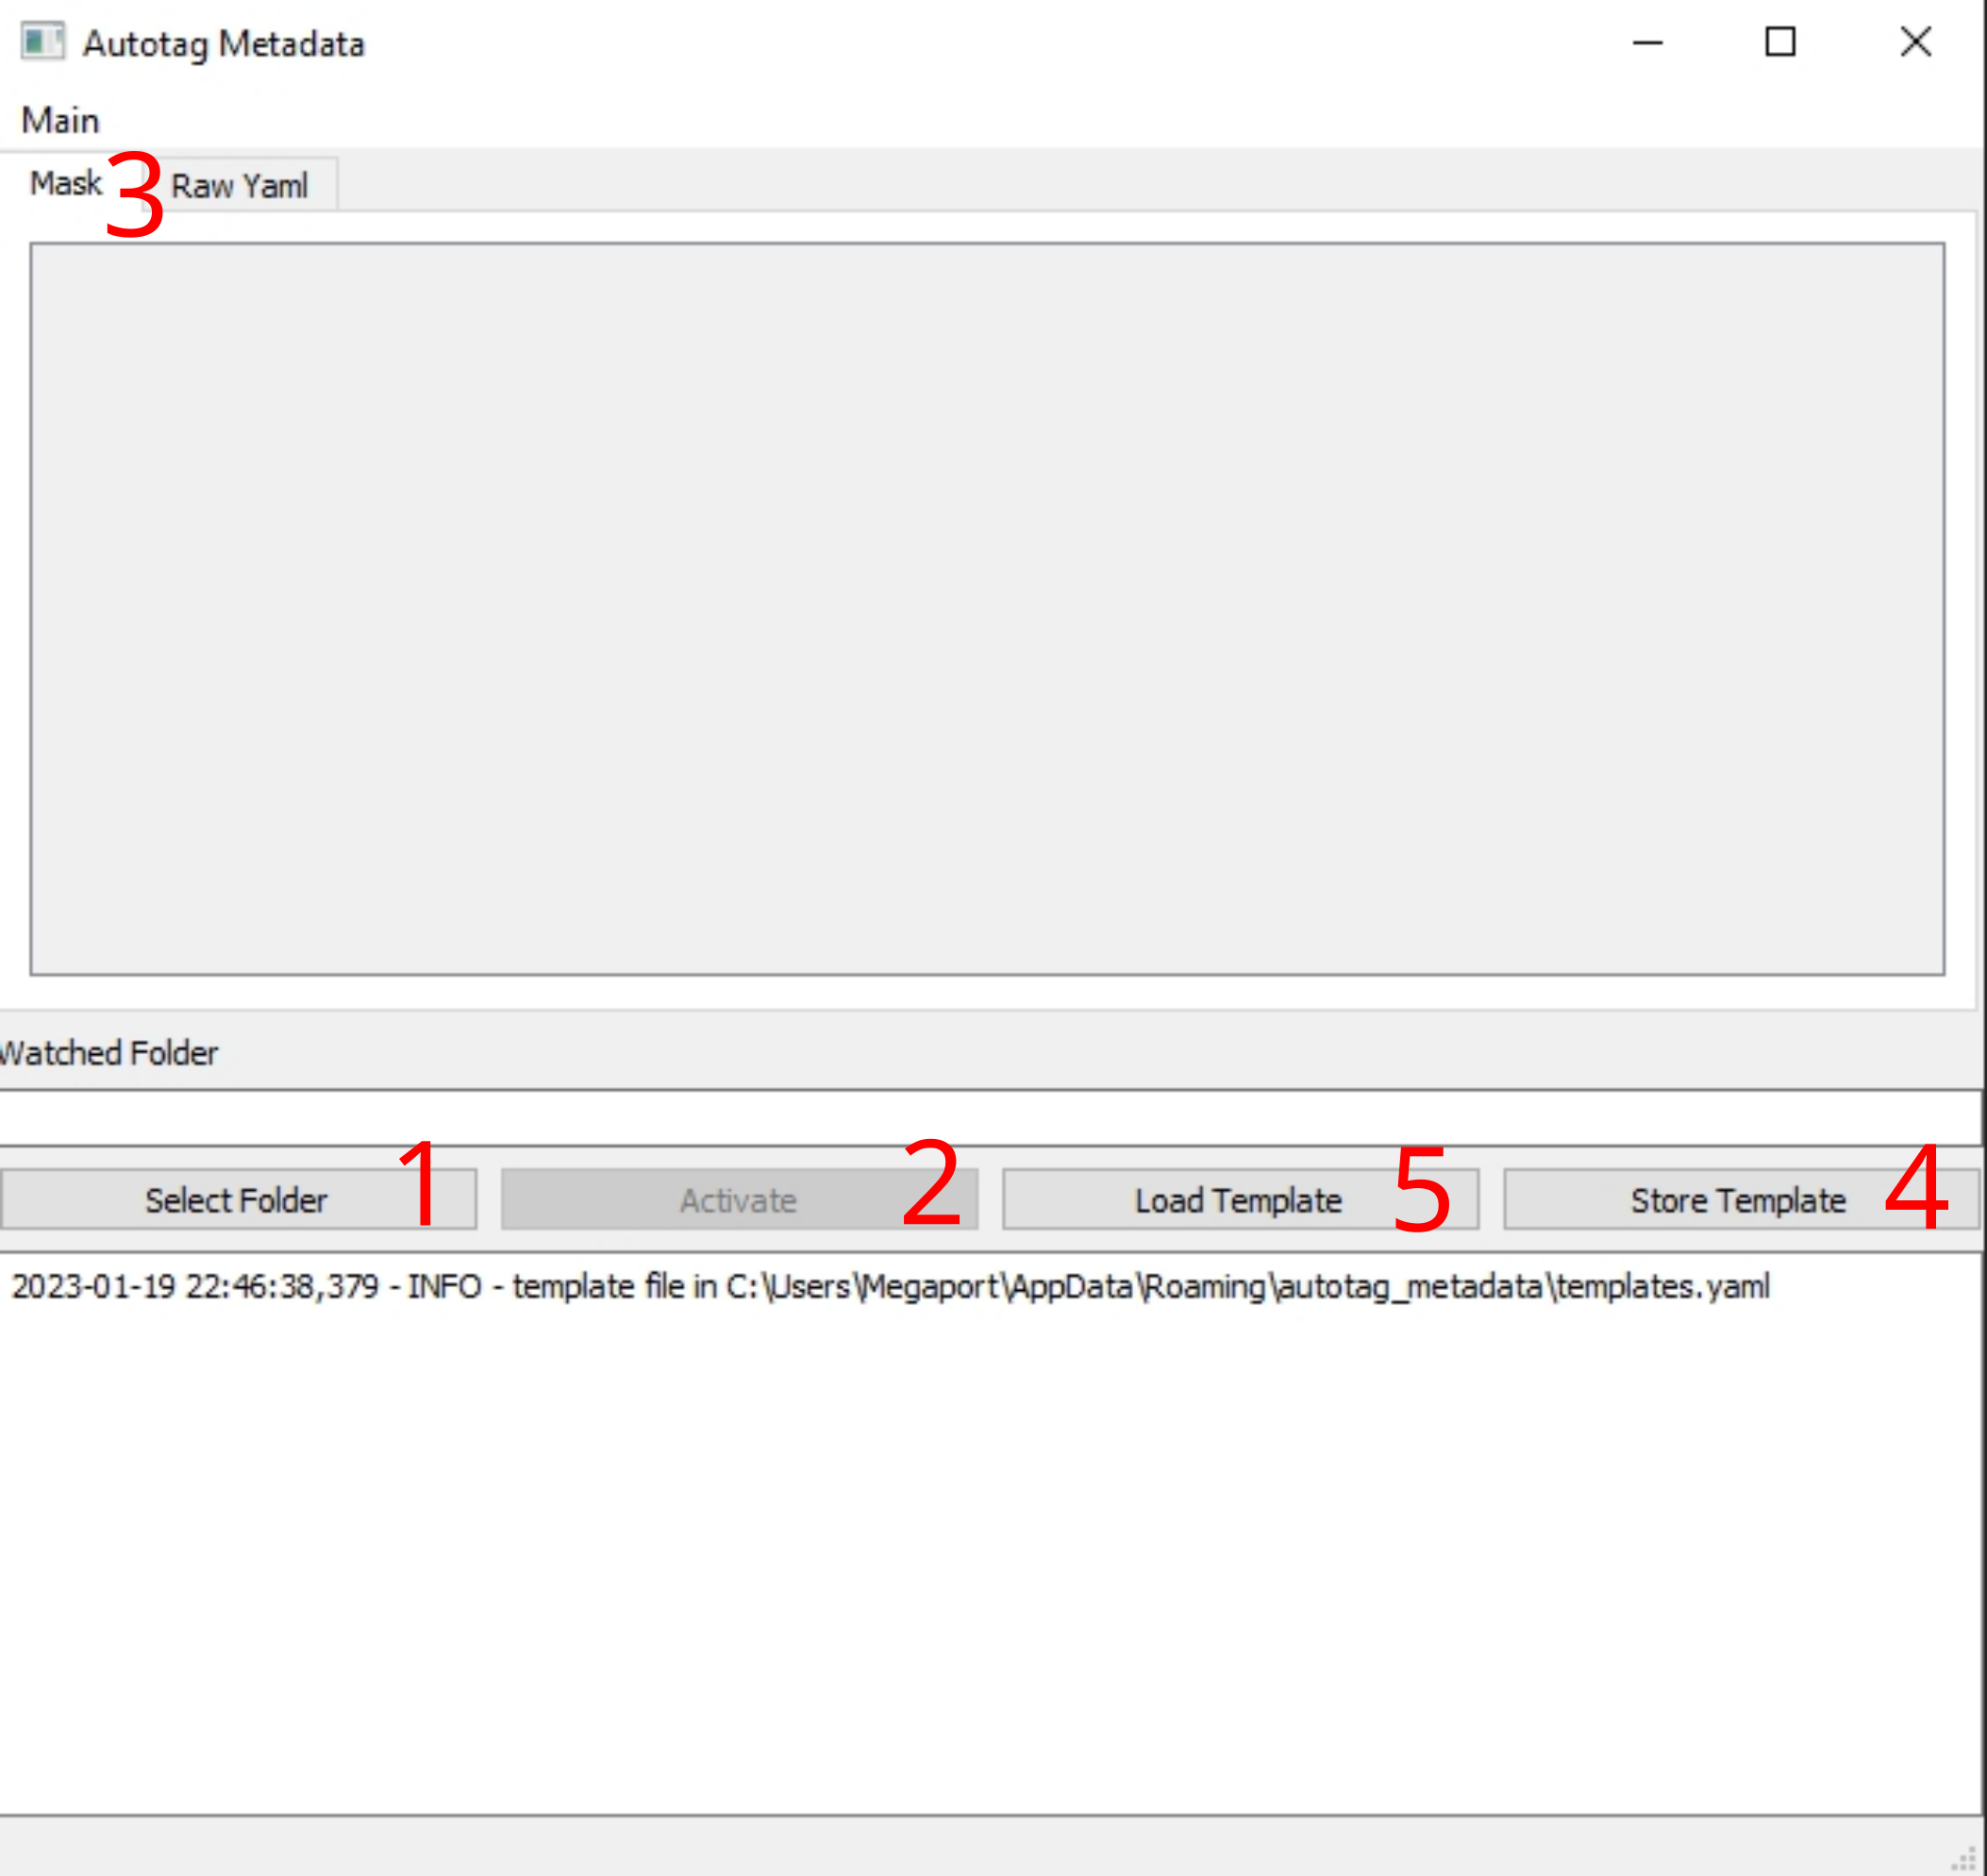 Autotag Metadata
Main
Mask 3 Raw Yaml
Watched Folder
Select Folder 1 Activate 2 Load Template 5 Store Template 4
2023-01-19 22:46:38,379 - INFO - template file in C:\Users\Megaport\AppData\Roaming\autotag_metadata\templates.yaml